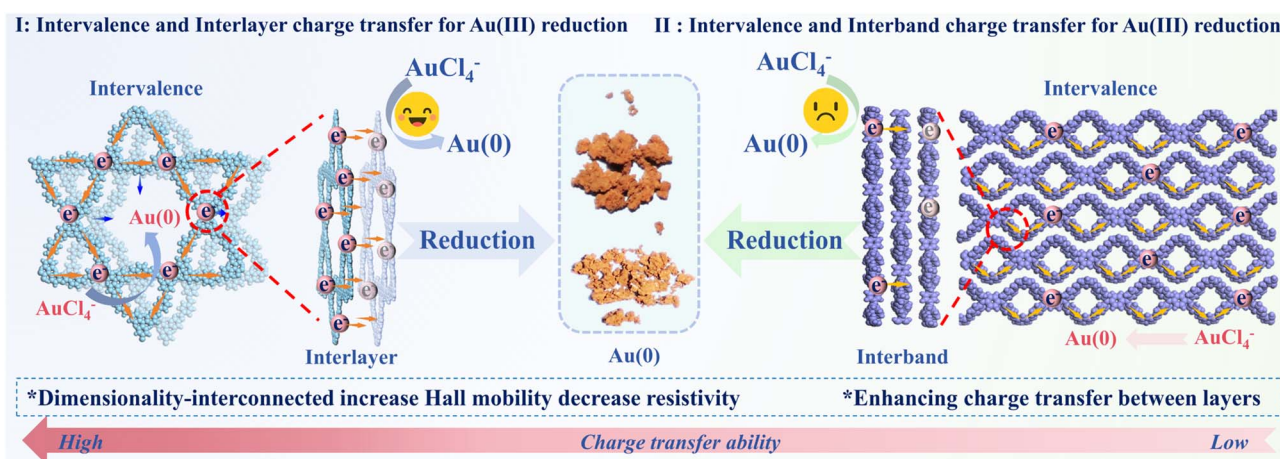 I: Intervalence and Interlayer charge transfer for Au(III) reduction
II : Intervalence and Interband charge transfer for Au(III) reduction
Intervalence
AuCl₄⁻
Au(0)
e⁻ e⁻
e⁻ e⁻
e⁻ e⁻
Au(0)
AuCl₄⁻
e⁻ e⁻
e⁻ e⁻
e⁻ e⁻
e⁻ e⁻
e⁻ e⁻
e⁻
Interlayer
Reduction
Au(0)
Reduction
AuCl₄⁻
Au(0)
e⁻ e⁻
e⁻
e⁻
Interband
Intervalence
e⁻ e⁻
e⁻
e⁻ e⁻
e⁻
e⁻ e⁻
Au(0)
AuCl₄⁻
*Dimensionality-interconnected increase Hall mobility decrease resistivity
*Enhancing charge transfer between layers
High
Charge transfer ability
Low